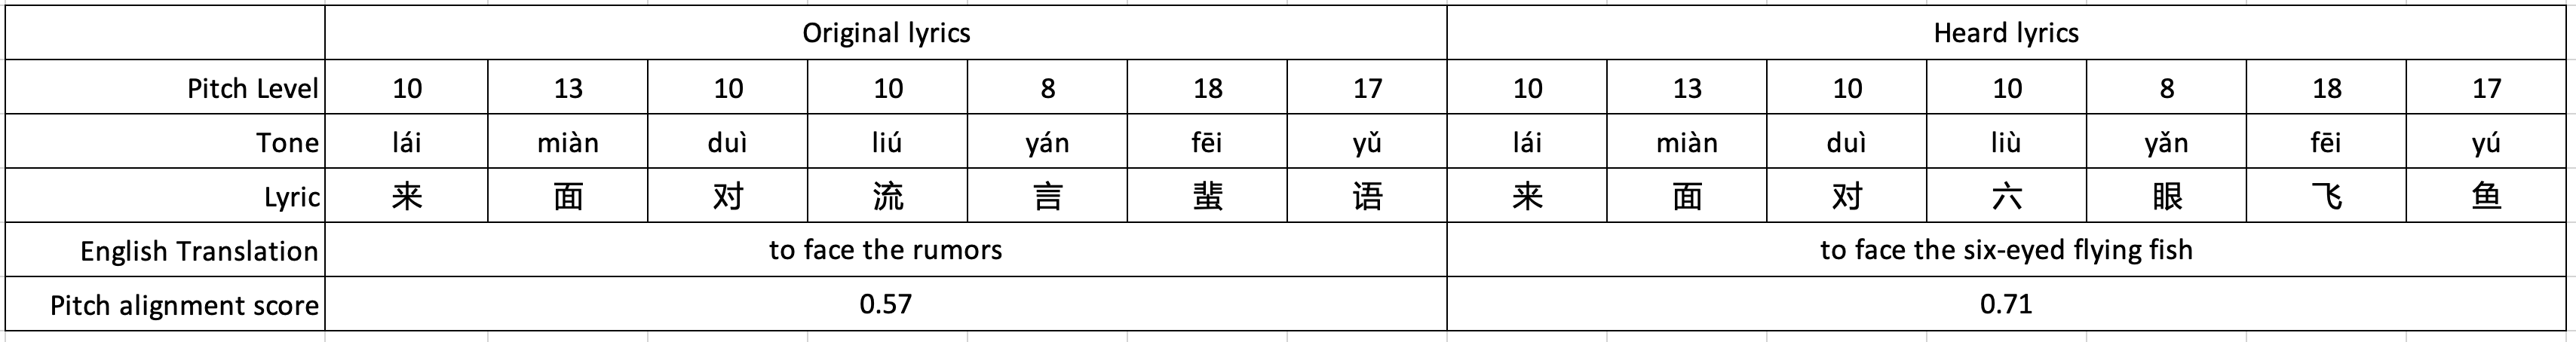 Original lyrics Heard lyrics
Pitch Level 10 13 10 10 8 18 17 10 13 10 10 8 18 17
Tone lái miàn duì liú yán fēi yǔ lái miàn duì liù yǎn fēi yú
Lyric 来 面 对 流 言 蜚 语 来 面 对 六 眼 飞 鱼
English Translation to face the rumors to face the six-eyed flying fish
Pitch alignment score 0.57 0.71